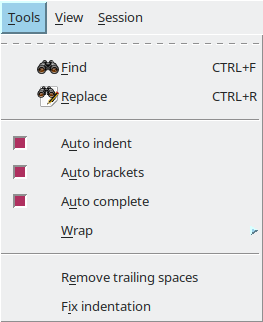 Tools View Session
Find CTRL+F
Replace CTRL+R
Auto indent
Auto brackets
Auto complete
Wrap
Remove trailing spaces
Fix indentation